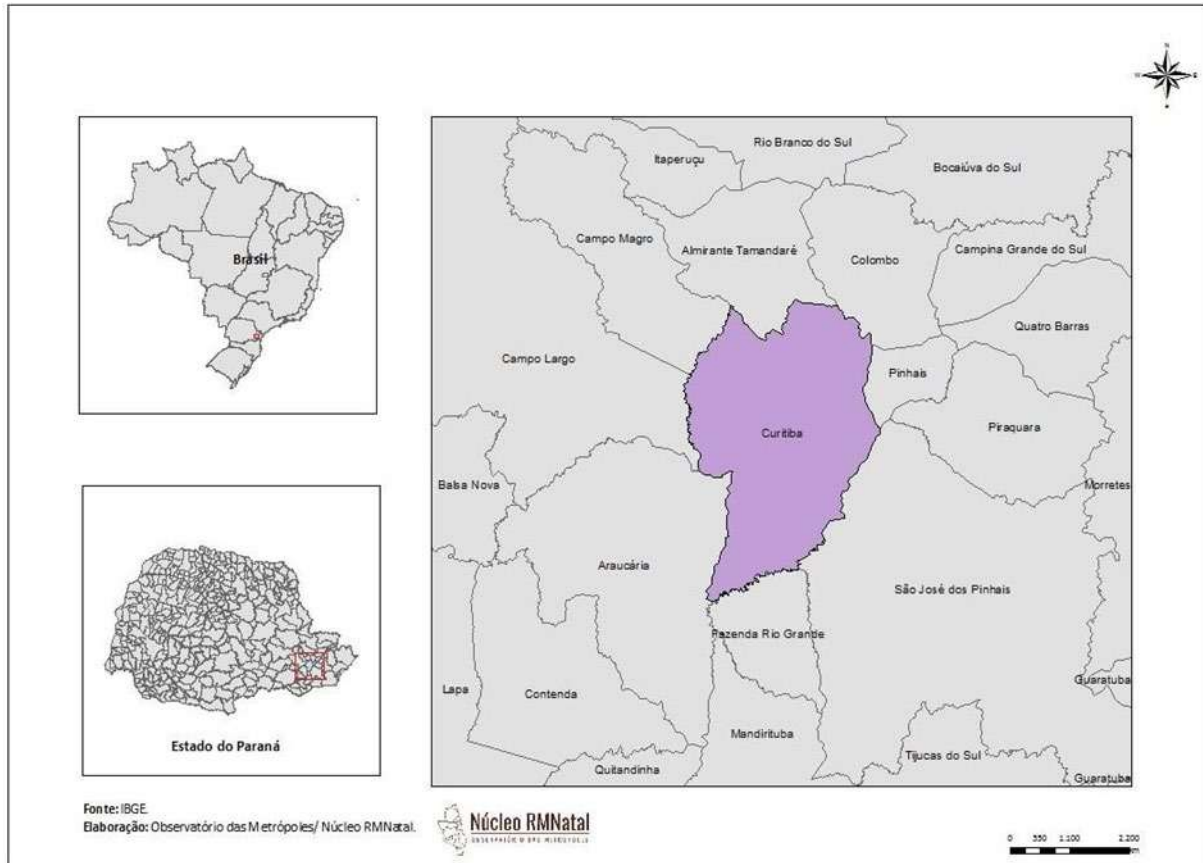 N
Brasil
Estado do Paraná
Rio Branco do Sul
Itaperuçu
Bocaiúva do Sul
Campo Magro
Almirante Tamandaré
Colombo
Campina Grande do Sul
Quatro Barras
Campo Largo
Pinhais
Curitiba
Piraquara
Balsa Nova
Morretes
Araucária
São José dos Pinhais
Fazenda Rio Grande
Lapa
Contenda
Guaratuba
Mandirituba
Tijucas do Sul
Quitandinha
Guaratuba
Fonte: IBGE.
Elaboração: Observatório das Metrópoles/ Núcleo RMNatal.
Núcleo RMNatal
OBSERVATÓRIO DAS METRÓPOLES
0 550 1.100 2.200